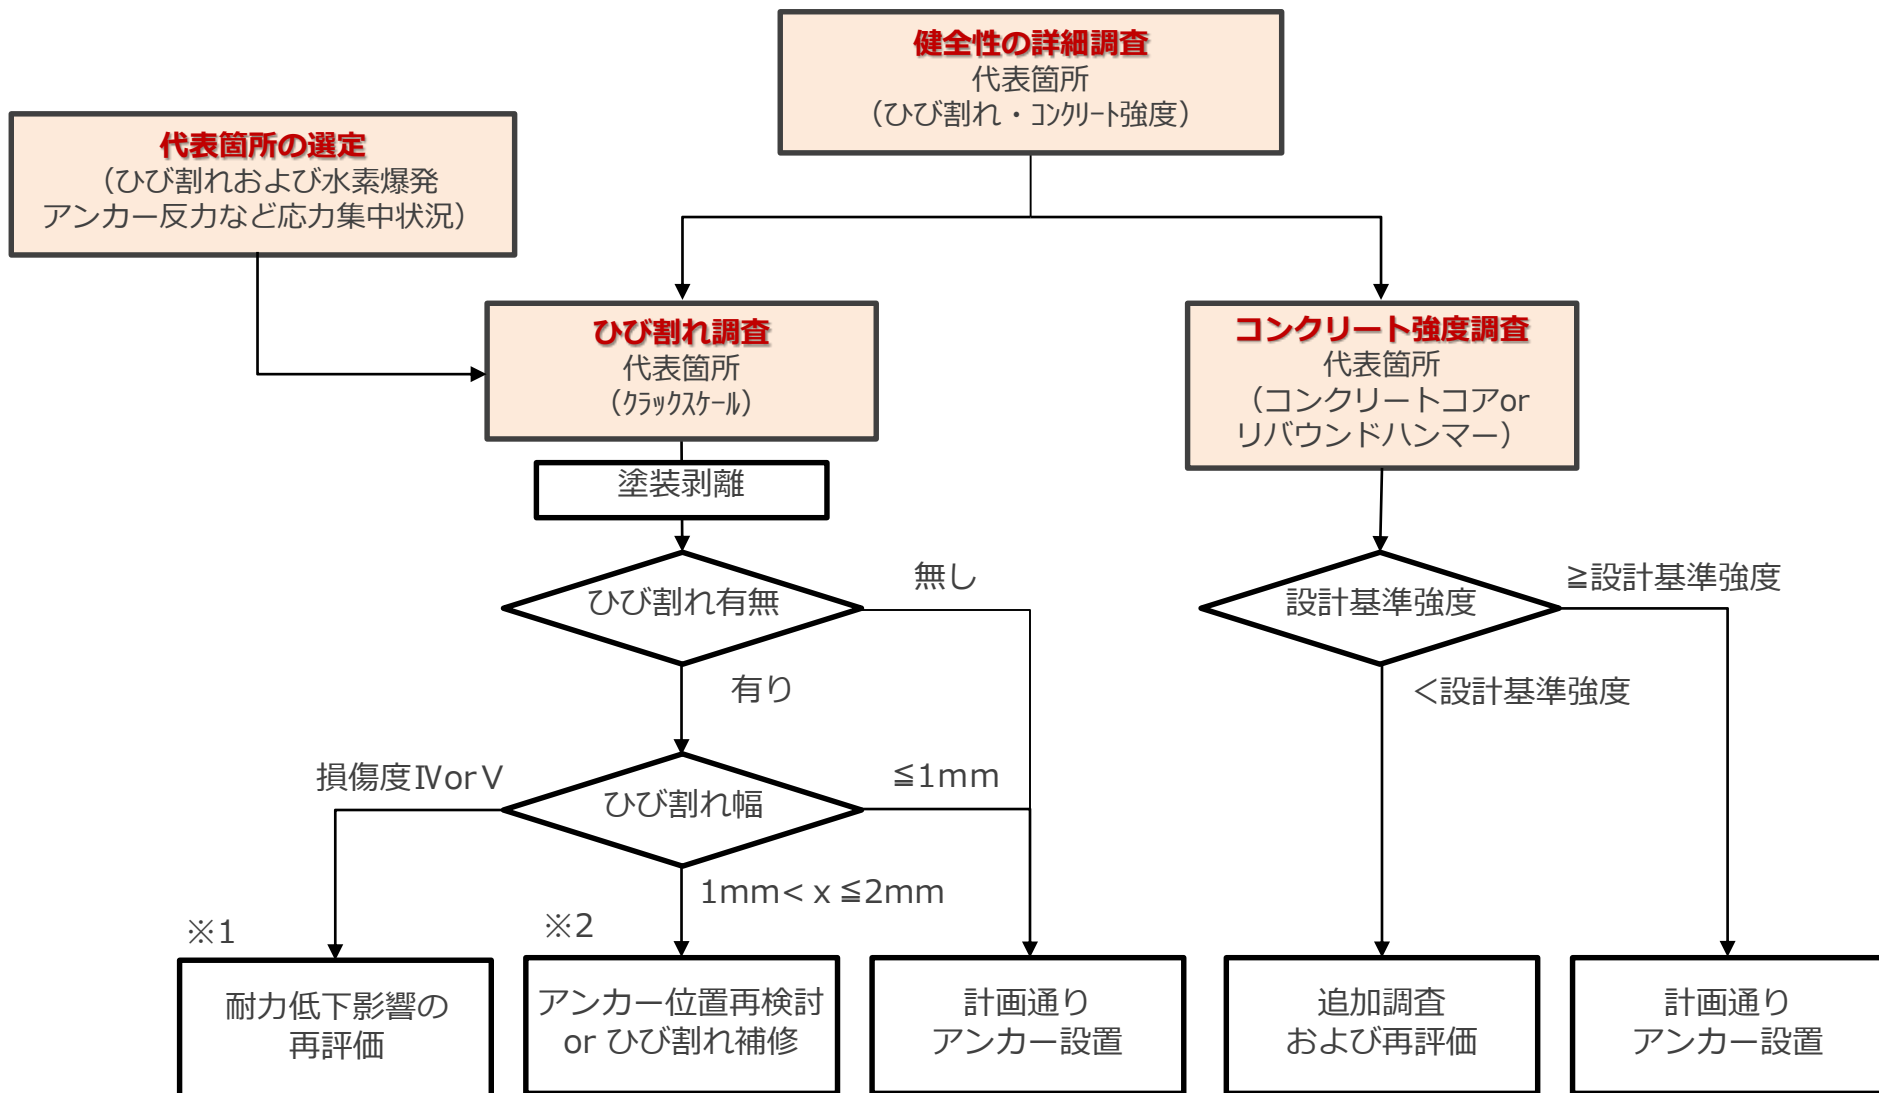 健全性の詳細調査
代表箇所
（ひび割れ・ｺﾝｸﾘｰﾄ強度）
代表箇所の選定
（ひび割れおよび水素爆発
アンカー反力など応力集中状況）
ひび割れ調査
代表箇所
（ｸﾗｯｸｽｹｰﾙ）
コンクリート強度調査
代表箇所
（コンクリートコアor
リバウンドハンマー）
塗装剥離
ひび割れ有無
無し
有り
設計基準強度
≧設計基準強度
＜設計基準強度
損傷度ⅣorⅤ
ひび割れ幅
≦1mm
1mm< x ≦2mm
※1
※2
耐力低下影響の
再評価
アンカー位置再検討
or ひび割れ補修
計画通り
アンカー設置
追加調査
および再評価
計画通り
アンカー設置